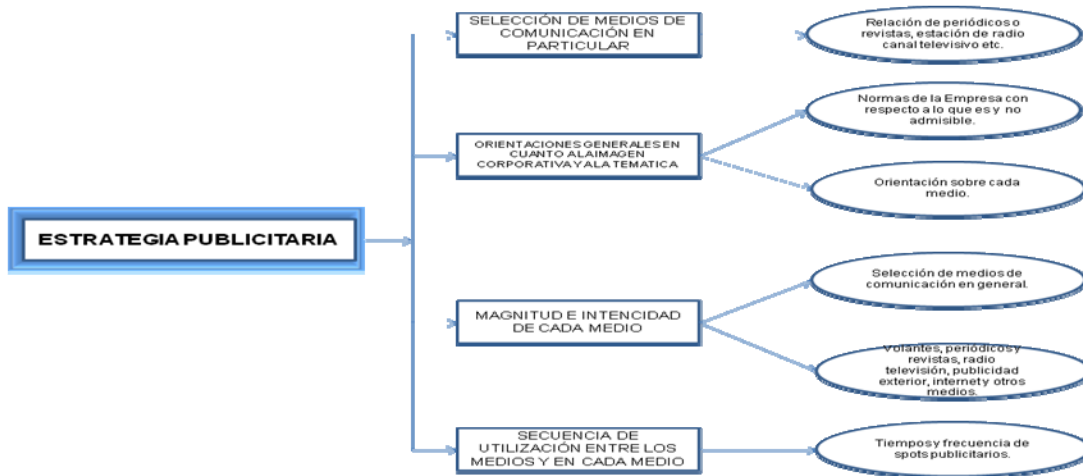 ESTRATEGIA PUBLICITARIA
SELECCIÓN DE MEDIOS DE
COMUNICACIÓN EN
PARTICULAR
Relación de periódicos o
revistas, estación de radio
canal televisivo etc.
ORIENTACIONES GENERALES EN
CUANTO ALAIMAGEN
CORPORATIVA Y ALA TEMATICA
Normas de la Empresa con
respecto a lo que es y no
admisible.
Orientación sobre cada
medio.
MAGNITUD E INTENCIDAD
DE CADA MEDIO
Selección de medios de
comunicación en general.
Volantes, periódicos y
revistas, radio
televisión, publicidad
exterior, internet y otros
medios.
SECUENCIA DE
UTILIZACIÓN ENTRE LOS
MEDIOS Y EN CADA MEDIO
Tiempos y frecuencia de
spots publicitarios.